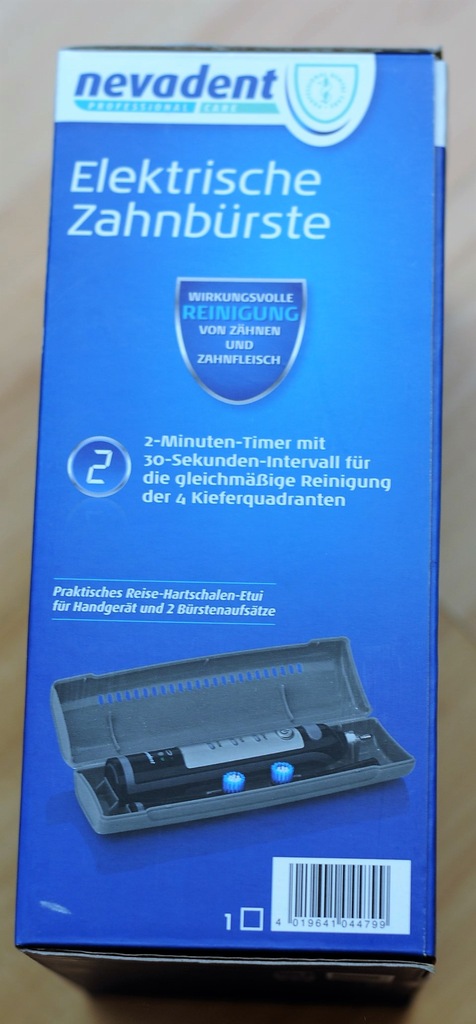 nevadent
PROFESSIONAL CARE
Elektrische
Zahnbürste
WIRKUNGSVOLLE
REINIGUNG
VON ZÄHNEN
UND
ZAHNFLEISCH
2
2-Minuten-Timer mit
30-Sekunden-Intervall für
die gleichmäßige Reinigung
der 4 Kieferquadranten
Praktisches Reise-Hartschalen-Etui
für Handgerät und 2 Bürstenaufsätze
1
4 019641 044799